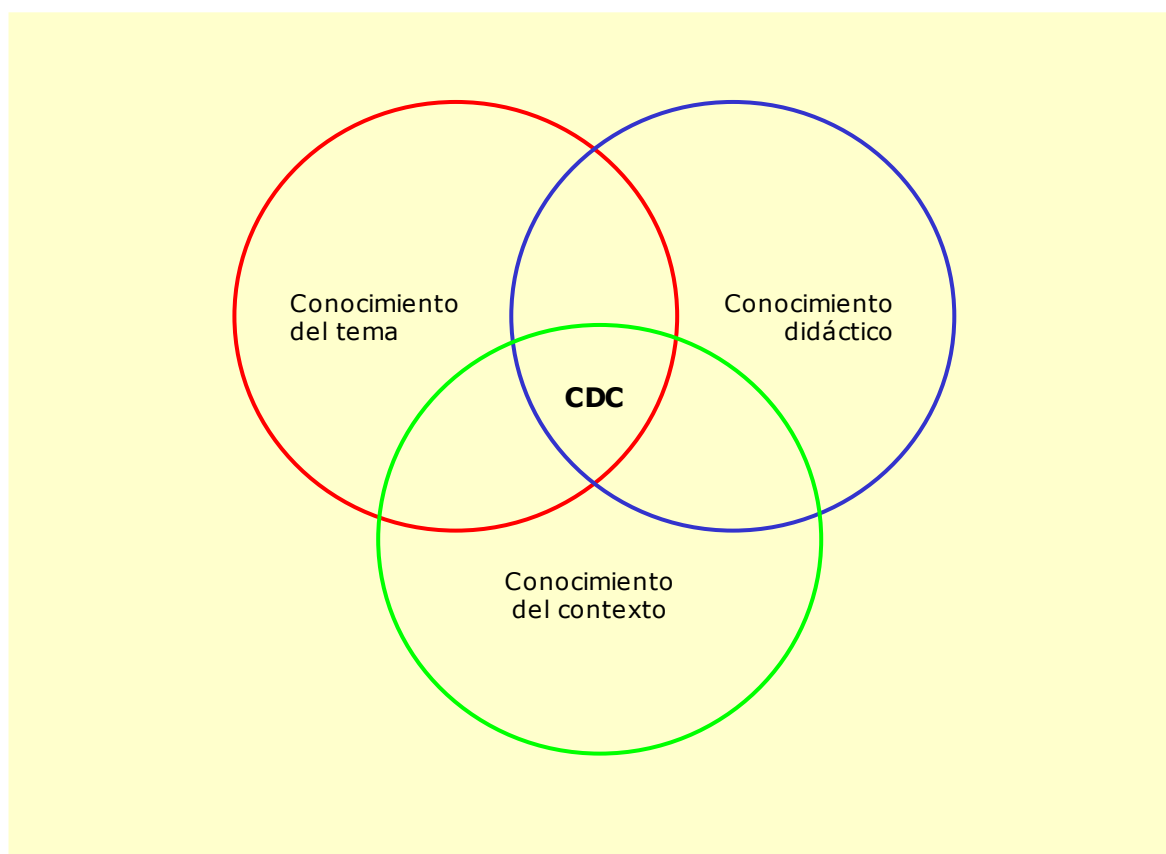 Conocimiento
del tema
Conocimiento
didáctico
CDC
Conocimiento
del contexto